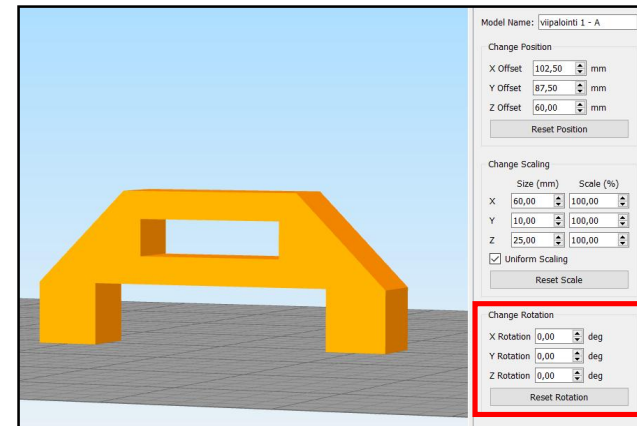 Model Name: viipalointi 1 - A
Change Position
X Offset 102,50 mm
Y Offset 87,50 mm
Z Offset 60,00 mm
Reset Position
Change Scaling
Size (mm) Scale (%)
X 60,00 100,00
Y 10,00 100,00
Z 25,00 100,00
Uniform Scaling
Reset Scale
Change Rotation
X Rotation 0,00 deg
Y Rotation 0,00 deg
Z Rotation 0,00 deg
Reset Rotation